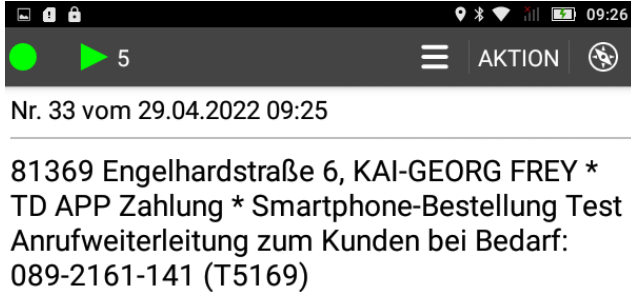 09:26
5 AKTION
Nr. 33 vom 29.04.2022 09:25
81369 Engelhardstraße 6, KAI-GEORG FREY *
TD APP Zahlung * Smartphone-Bestellung Test
Anrufweiterleitung zum Kunden bei Bedarf:
089-2161-141 (T5169)